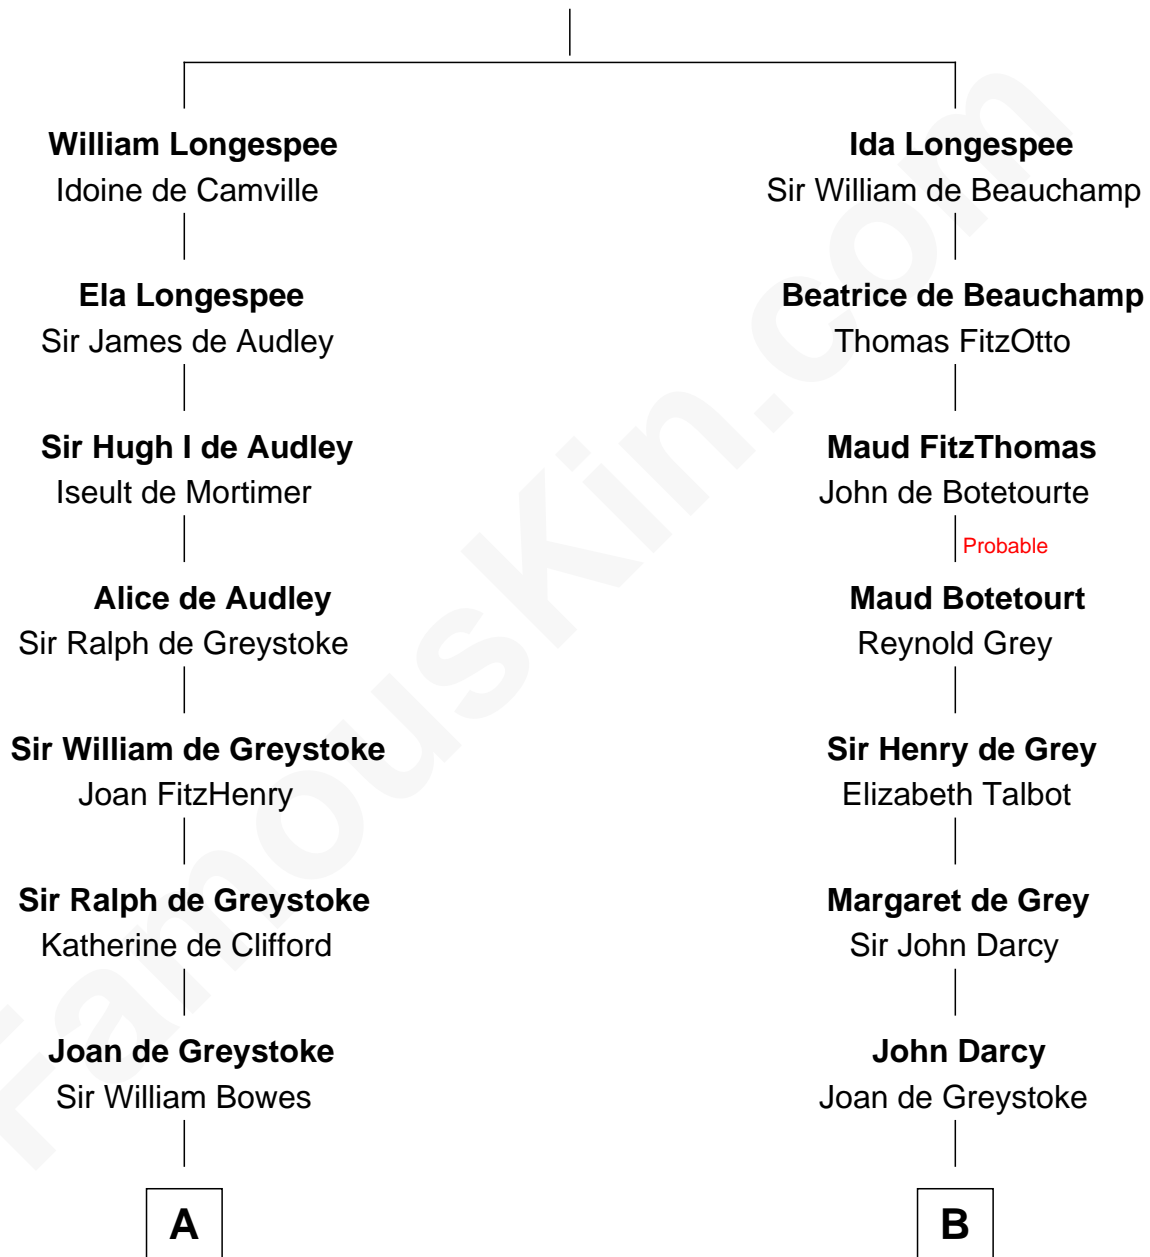 William Longespee
Idoine de Camville
Ida Longespee
Sir William de Beauchamp
Ela Longespee
Sir James de Audley
Beatrice de Beauchamp
Thomas FitzOtto
Sir Hugh I de Audley
Iseult de Mortimer
Maud FitzThomas
John de Botetourte
Probable
Alice de Audley
Sir Ralph de Greystoke
Maud Botetourt
Reynold Grey
Sir William de Greystoke
Joan FitzHenry
Sir Henry de Grey
Elizabeth Talbot
Sir Ralph de Greystoke
Katherine de Clifford
Margaret de Grey
Sir John Darcy
Joan de Greystoke
Sir William Bowes
John Darcy
Joan de Greystoke
A
B
FamousKin.com